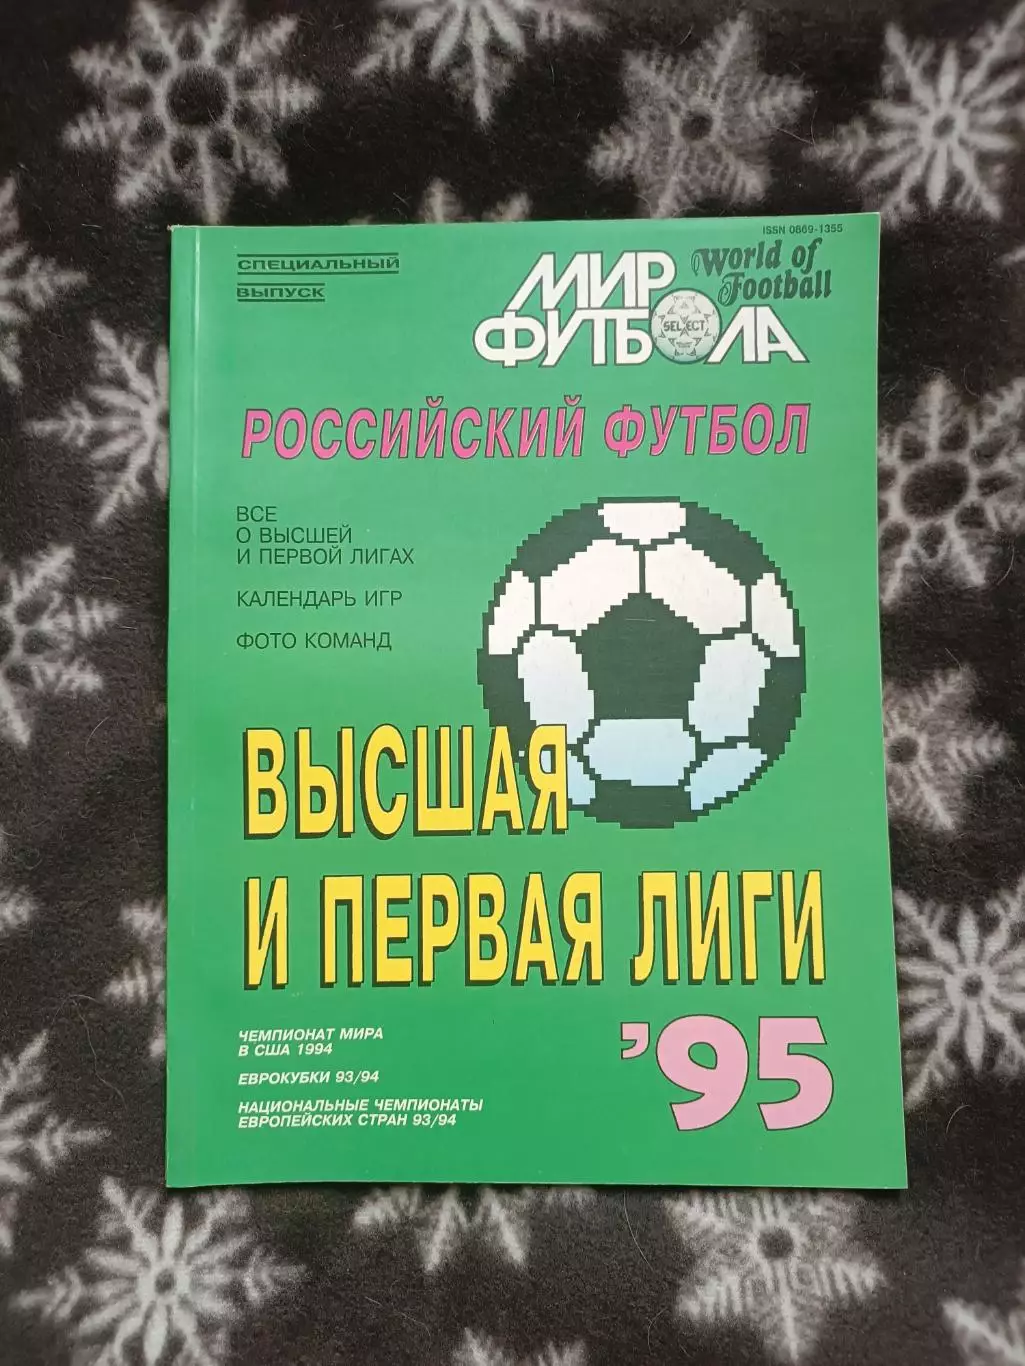 ISSN 0869-1355
СПЕЦИАЛЬНЫЙ
ВЫПУСК
МИР
ФУТБОЛА
World of
Football
SELECT
РОССИЙСКИЙ ФУТБОЛ
ВСЕ
О ВЫСШЕЙ
И ПЕРВОЙ ЛИГАХ
КАЛЕНДАРЬ ИГР
ФОТО КОМАНД
ВЫСШАЯ
И ПЕРВАЯ ЛИГИ
'95
ЧЕМПИОНАТ МИРА
В США 1994
ЕВРОКУБКИ 93/94
НАЦИОНАЛЬНЫЕ ЧЕМПИОНАТЫ
ЕВРОПЕЙСКИХ СТРАН 93/94